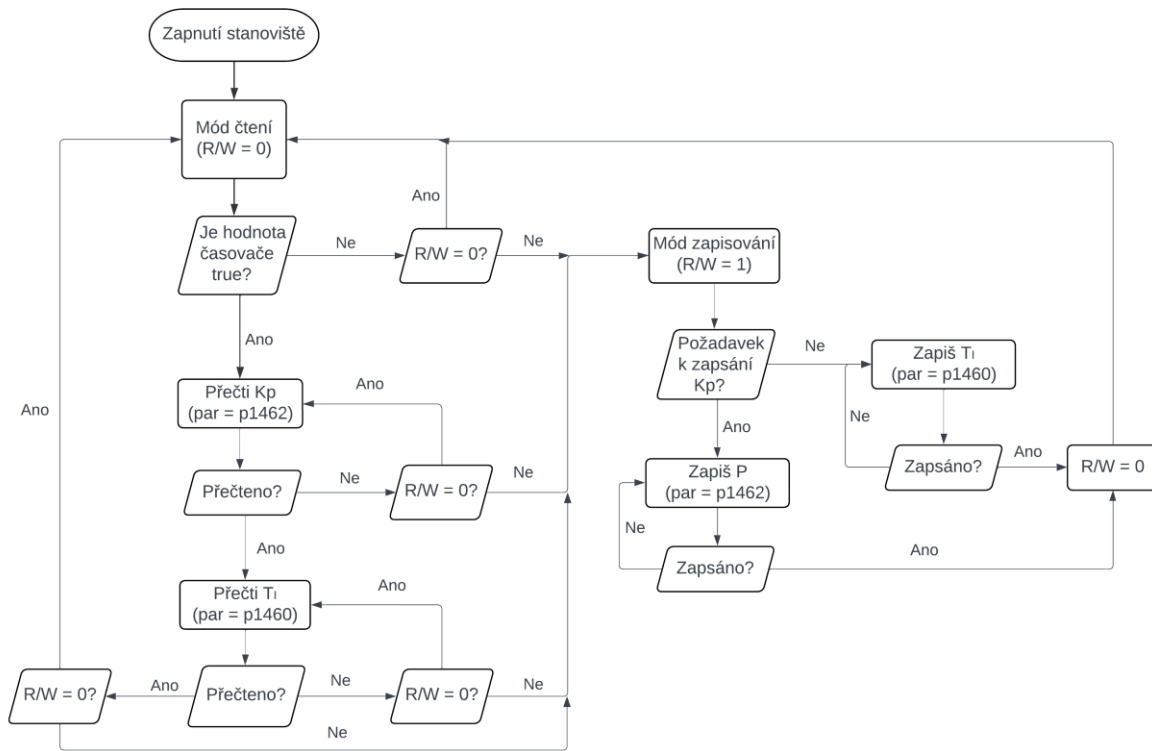 Zapnutí stanoviště
Mód čtení
(R/W = 0)
Ano
Je hodnota
časovače
true?
Ne
R/W = 0?
Ne
Mód zapisování
(R/W = 1)
Ano
Požadavek
k zapsání
Kp?
Ne
Zapiš TI
(par = p1460)
Přečti Kp
(par = p1462)
Ano
Ano
Ne
Ano
Zapsáno?
Ano
R/W = 0
Přečteno?
Ne
R/W = 0?
Ne
Zapiš P
(par = p1462)
Ne
Ano
Ano
Zapsáno?
Přečti TI
(par = p1460)
Ano
R/W = 0?
Ano
Přečteno?
Ne
R/W = 0?
Ne
Ne